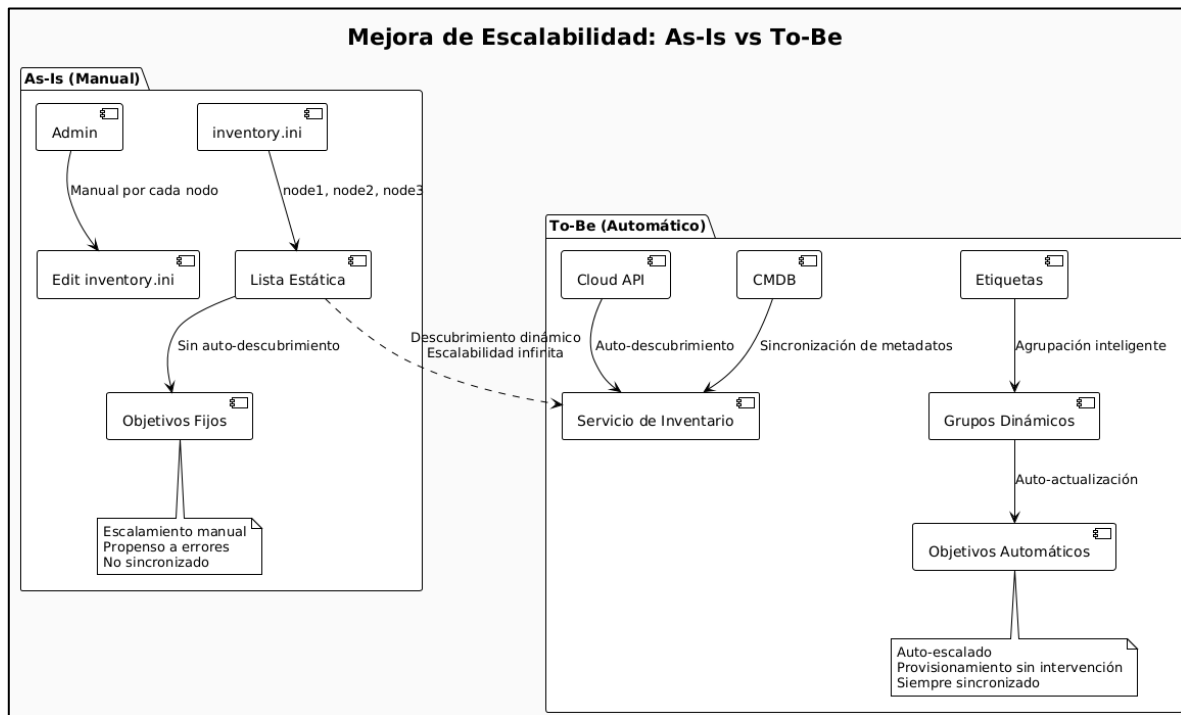 Mejora de Escalabilidad: As-Is vs To-Be
As-Is (Manual)
Admin
inventory.ini
Manual por cada nodo
node1, node2, node3
Edit inventory.ini
Lista Estática
Sin auto-descubrimiento
Objetivos Fijos
Escalamiento manual
Propenso a errores
No sincronizado
Descubrimiento dinámico
Escalabilidad infinita
To-Be (Automático)
Cloud API
CMDB
Etiquetas
Auto-descubrimiento
Sincronización de metadatos
Agrupación inteligente
Servicio de Inventario
Grupos Dinámicos
Auto-actualización
Objetivos Automáticos
Auto-escalado
Provisionamiento sin intervención
Siempre sincronizado